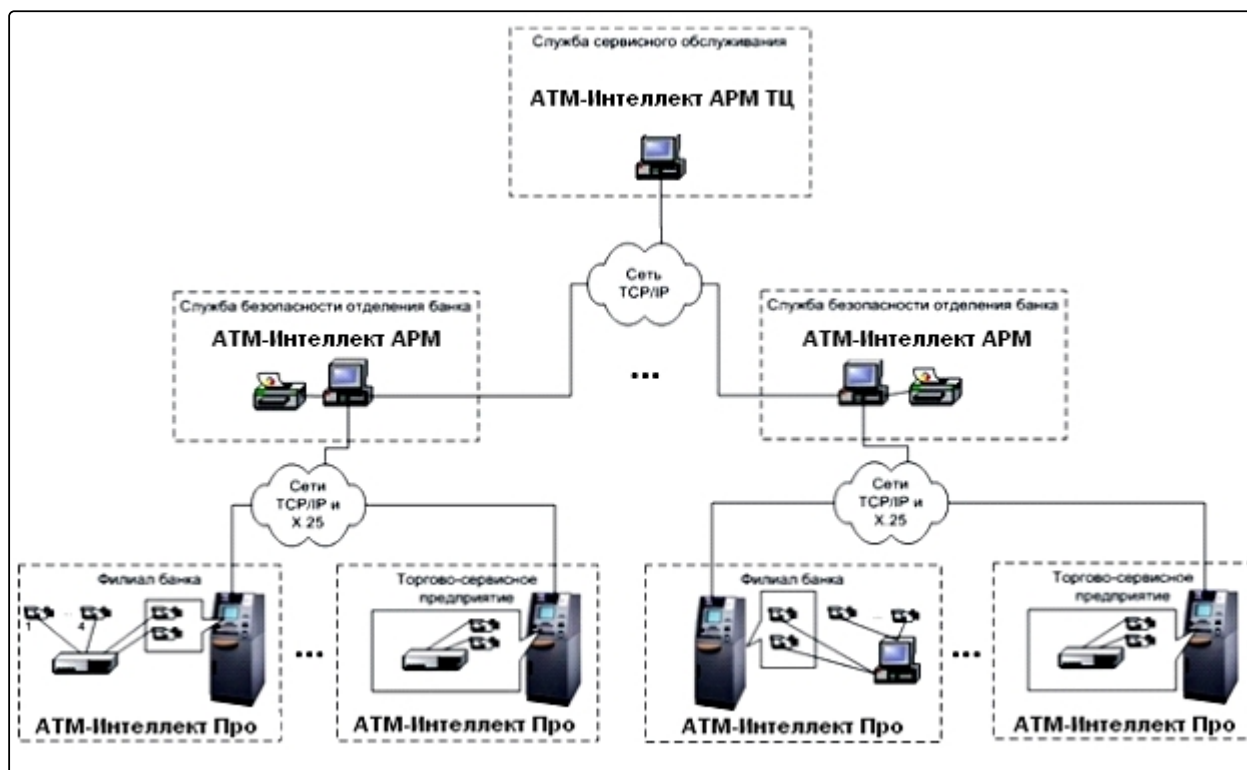 Служба сервисного обслуживания
АТМ-Интеллект АРМ ТЦ
Сеть
TCP/IP
Служба безопасности отделения банка
АТМ-Интеллект АРМ
Служба безопасности отделения банка
АТМ-Интеллект АРМ
...
Сети
TCP/IP и
X.25
Сети
TCP/IP и
X.25
Филиал банка
1 ... 4
АТМ-Интеллект Про
...
Торгово-сервисное
предприятие
АТМ-Интеллект Про
Филиал банка
...
АТМ-Интеллект Про
...
Торгово-сервисное
предприятие
АТМ-Интеллект Про